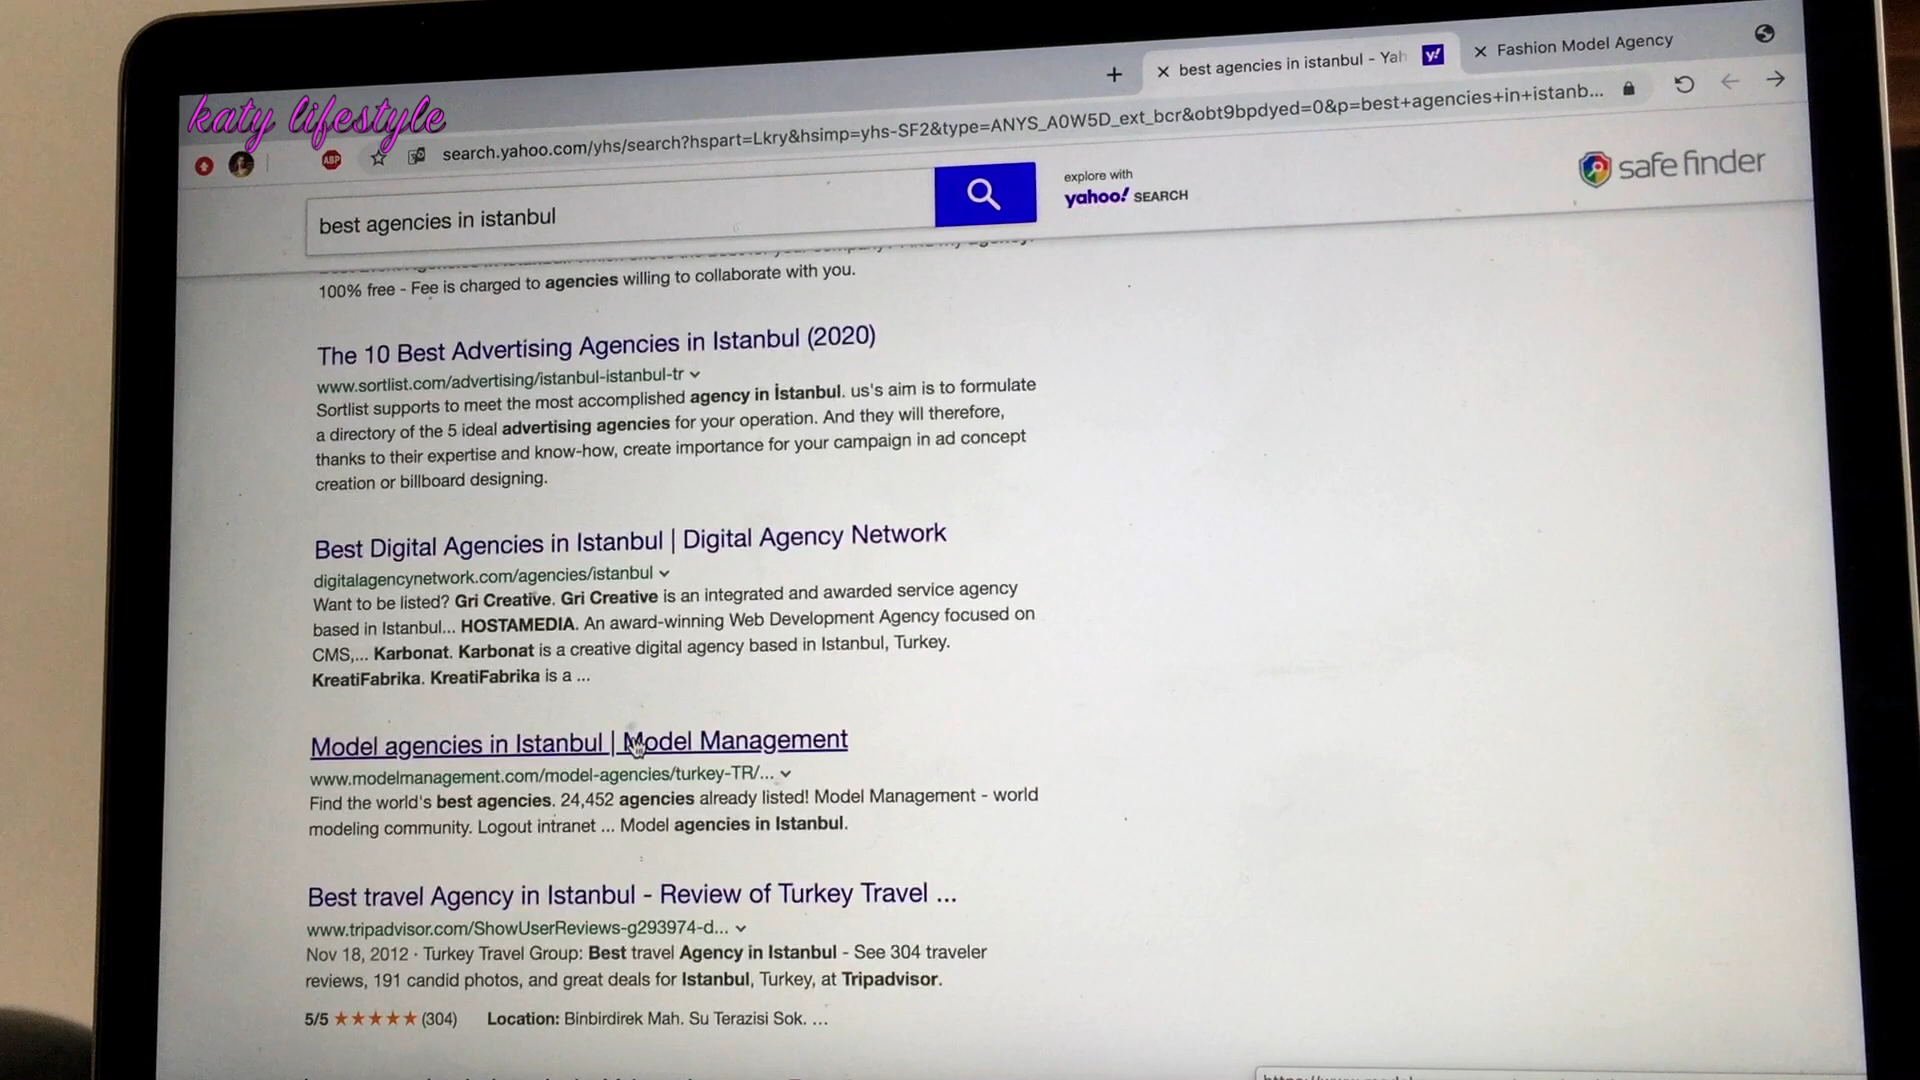 katy lifestyle
best agencies in istanbul - Yah
Fashion Model Agency
ABP
search.yahoo.com/yhs/search?hspart=Lkry&hsimp=yhs-SF2&type=ANYS_A0W5D_ext_bcr&obt9bpdyed=0&p=best+agencies+in+istanb...
best agencies in istanbul
explore with
yahoo! SEARCH
safe finder
100% free - Fee is charged to agencies willing to collaborate with you.
The 10 Best Advertising Agencies in Istanbul (2020)
www.sortlist.com/advertising/istanbul-istanbul-tr
Sortlist supports to meet the most accomplished agency in İstanbul. us's aim is to formulate
a directory of the 5 ideal advertising agencies for your operation. And they will therefore,
thanks to their expertise and know-how, create importance for your campaign in ad concept
creation or billboard designing.
Best Digital Agencies in Istanbul | Digital Agency Network
digitalagencynetwork.com/agencies/istanbul
Want to be listed? Gri Creative. Gri Creative is an integrated and awarded service agency
based in Istanbul... HOSTAMEDIA. An award-winning Web Development Agency focused on
CMS,... Karbonat. Karbonat is a creative digital agency based in Istanbul, Turkey.
KreatiFabrika. KreatiFabrika is a ...
Model agencies in Istanbul | Model Management
www.modelmanagement.com/model-agencies/turkey-TR/...
Find the world's best agencies. 24,452 agencies already listed! Model Management - world
modeling community. Logout intranet ... Model agencies in Istanbul.
Best travel Agency in Istanbul - Review of Turkey Travel ...
www.tripadvisor.com/ShowUserReviews-g293974-d...
Nov 18, 2012 · Turkey Travel Group: Best travel Agency in Istanbul - See 304 traveler
reviews, 191 candid photos, and great deals for Istanbul, Turkey, at Tripadvisor.
5/5 ★★★★★ (304) Location: Binbirdirek Mah. Su Terazisi Sok. ...